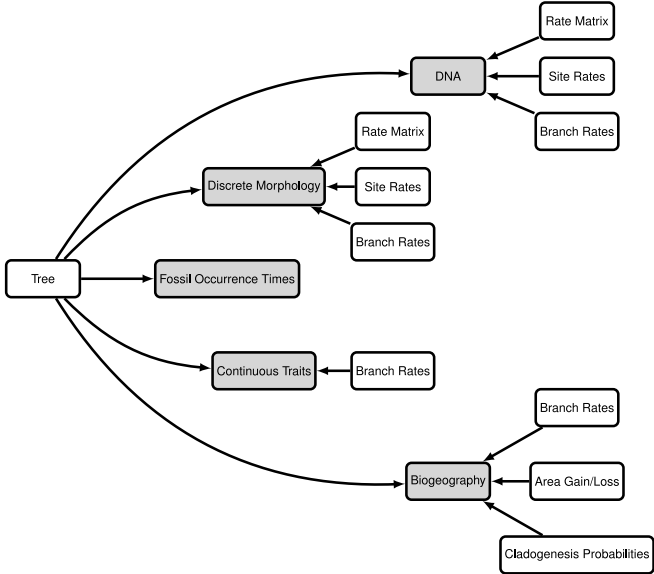 Rate Matrix
DNA
Site Rates
Branch Rates
Rate Matrix
Discrete Morphology
Site Rates
Branch Rates
Tree
Fossil Occurrence Times
Continuous Traits
Branch Rates
Branch Rates
Biogeography
Area Gain/Loss
Cladogenesis Probabilities